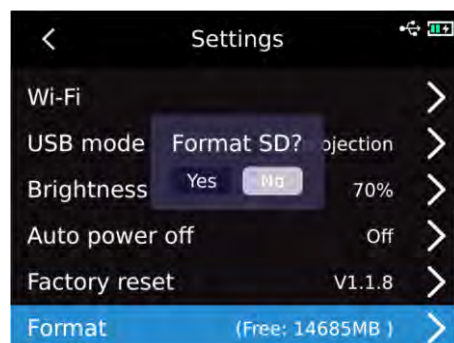 Settings
Wi-Fi
USB mode ojection
Format SD?
Yes No
Brightness 70%
Auto power off Off
Factory reset V1.1.8
Format (Free: 14685MB )